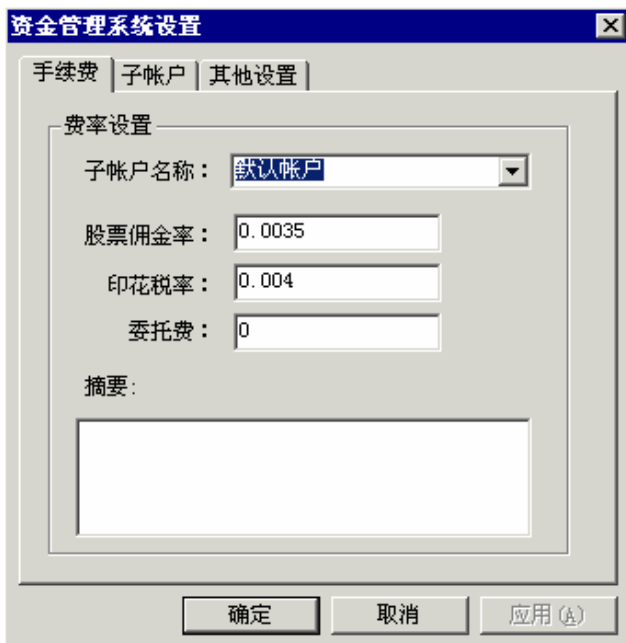 资金管理系统设置
手续费 子帐户 其他设置
费率设置
子帐户名称： 默认帐户
股票佣金率： 0.0035
印花税率： 0.004
委托费： 0
摘要:
确定 取消 应用(A)